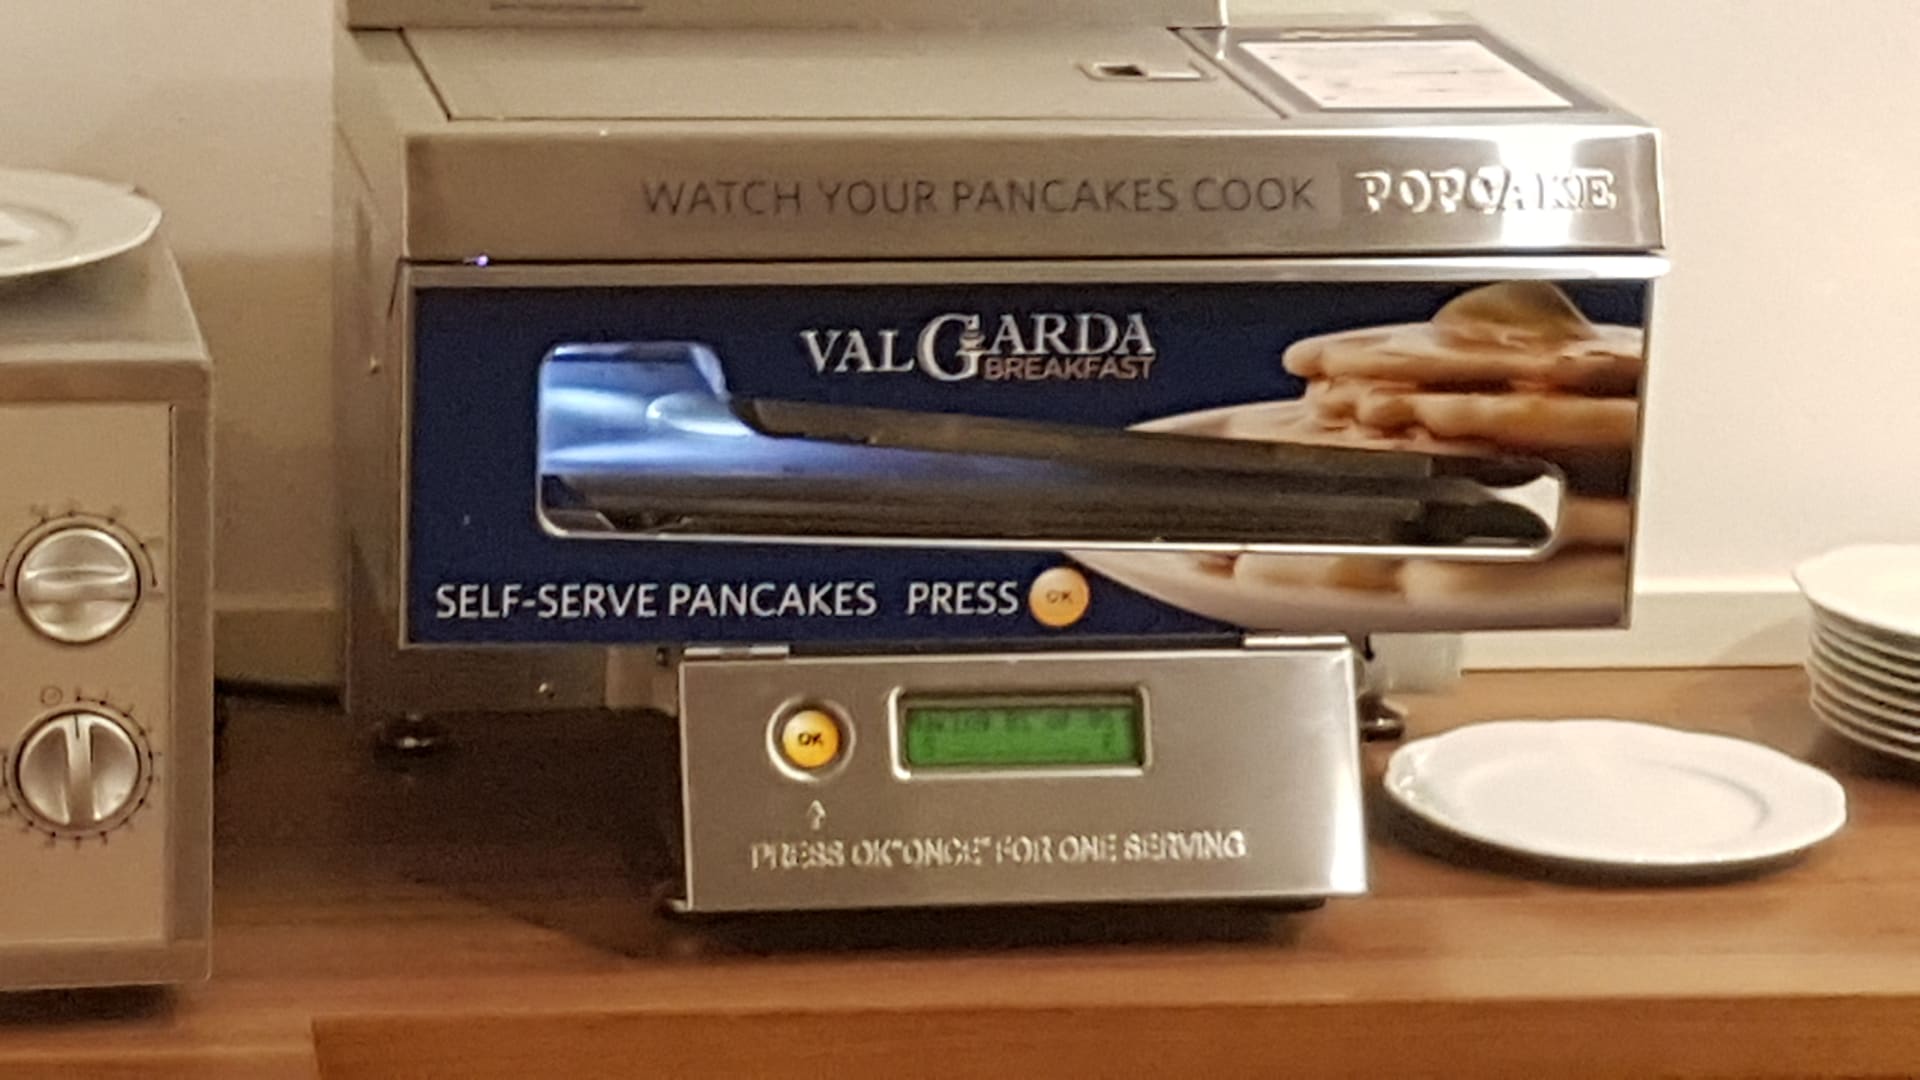 WATCH YOUR PANCAKES COOK POPCAKE
VALGARDA
BREAKFAST
SELF-SERVE PANCAKES PRESS OK
OK
PRESS OK "ONCE" FOR ONE SERVING